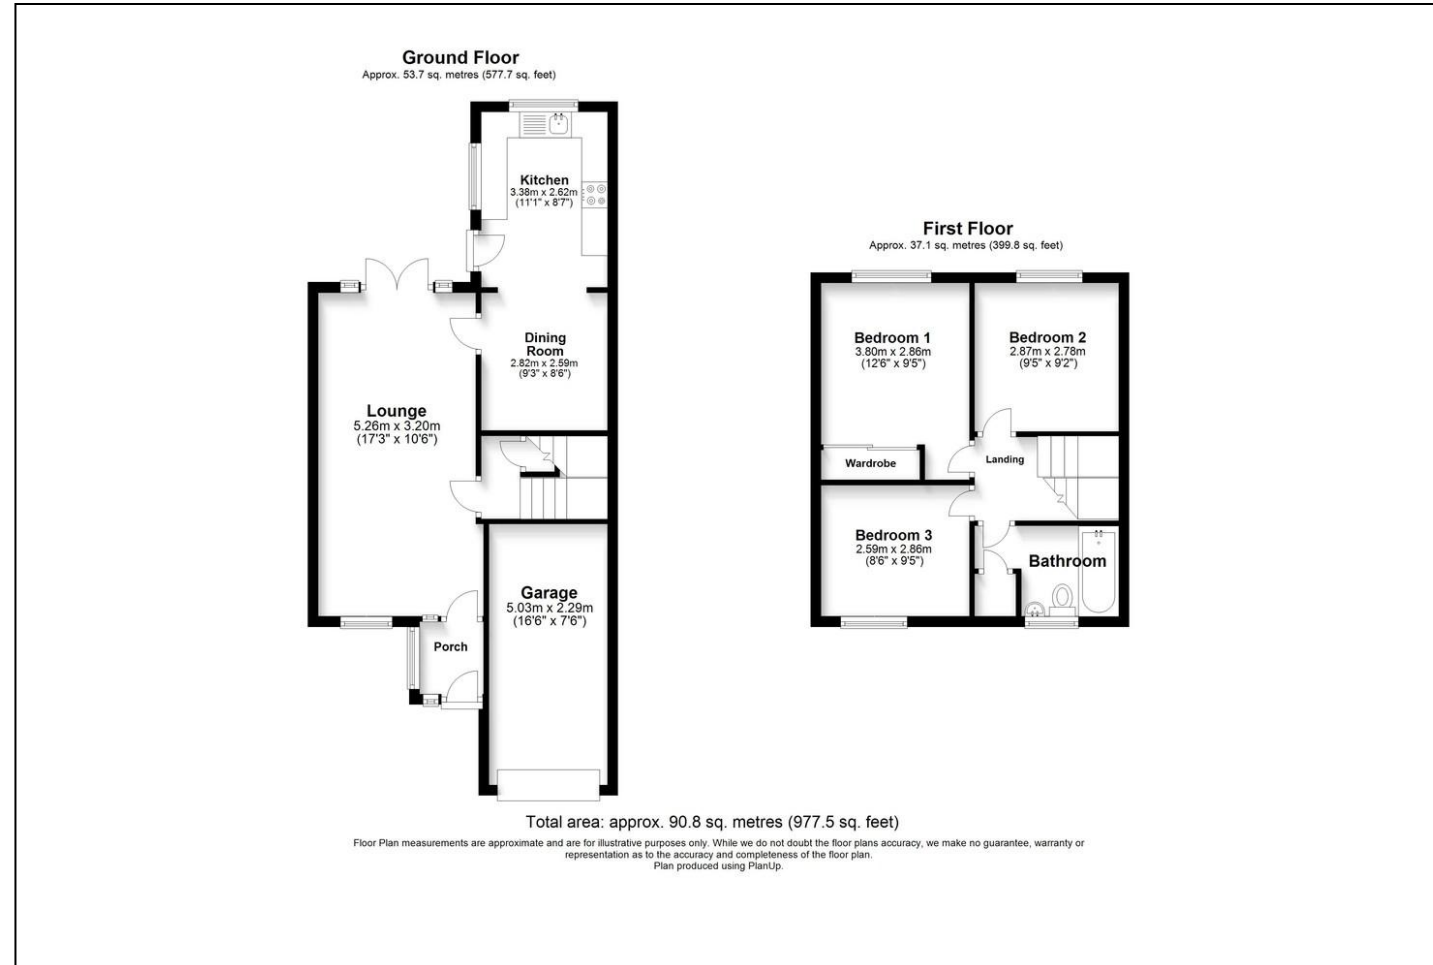 Ground Floor
Approx. 53.7 sq. metres (577.7 sq. feet)
Kitchen
3.38m x 2.62m
(11'1" x 8'7")
Dining
Room
2.82m x 2.59m
(9'3" x 8'6")
Lounge
5.26m x 3.20m
(17'3" x 10'6")
Garage
5.03m x 2.29m
(16'6" x 7'6")
Porch
First Floor
Approx. 37.1 sq. metres (399.8 sq. feet)
Bedroom 1
3.80m x 2.86m
(12'6" x 9'5")
Bedroom 2
2.87m x 2.78m
(9'5" x 9'2")
Wardrobe
Landing
Bedroom 3
2.59m x 2.86m
(8'6" x 9'5")
Bathroom
Total area: approx. 90.8 sq. metres (977.5 sq. feet)
Floor Plan measurements are approximate and are for illustrative purposes only. While we do not doubt the floor plans accuracy, we make no guarantee, warranty or
representation as to the accuracy and completeness of the floor plan.
Plan produced using PlanUp.